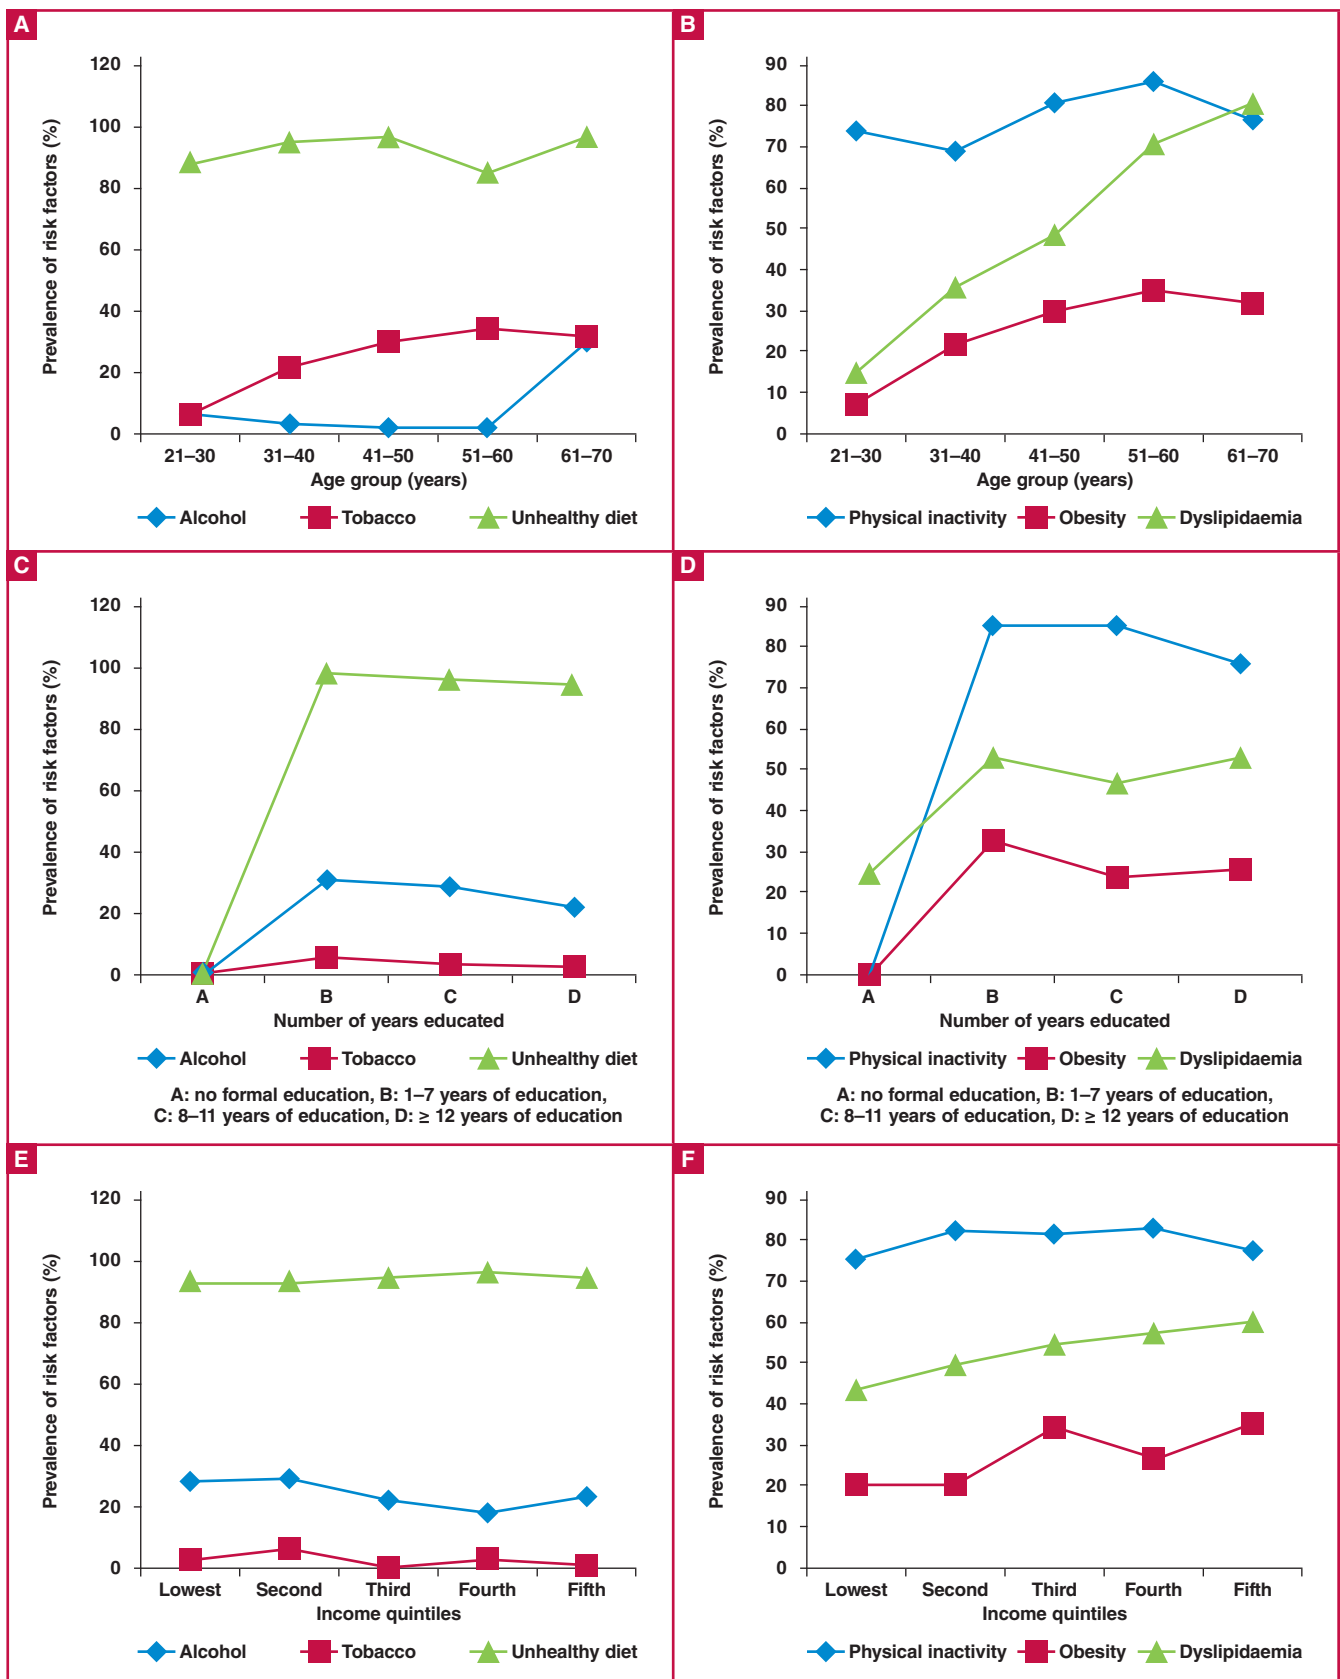 A
Prevalence of risk factors (%)
120
100
80
60
40
20
0
21–30 31–40 41–50 51–60 61–70
Age group (years)
Alcohol Tobacco Unhealthy diet
B
Prevalence of risk factors (%)
90
80
70
60
50
40
30
20
10
0
21–30 31–40 41–50 51–60 61–70
Age group (years)
Physical inactivity Obesity Dyslipidaemia
C
Prevalence of risk factors (%)
120
100
80
60
40
20
0
A B C D
Number of years educated
Alcohol Tobacco Unhealthy diet
A: no formal education, B: 1–7 years of education,
C: 8–11 years of education, D: ≥ 12 years of education
D
Prevalence of risk factors (%)
90
80
70
60
50
40
30
20
10
0
A B C D
Number of years educated
Physical inactivity Obesity Dyslipidaemia
A: no formal education, B: 1–7 years of education,
C: 8–11 years of education, D: ≥ 12 years of education
E
Prevalence of risk factors (%)
120
100
80
60
40
20
0
Lowest Second Third Fourth Fifth
Income quintiles
Alcohol Tobacco Unhealthy diet
F
Prevalence of risk factors (%)
90
80
70
60
50
40
30
20
10
0
Lowest Second Third Fourth Fifth
Income quintiles
Physical inactivity Obesity Dyslipidaemia